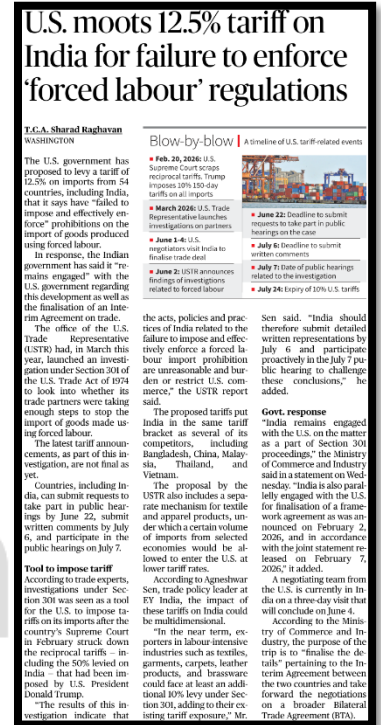 U.S. moots 12.5% tariff on
India for failure to enforce
‘forced labour’ regulations
T.C.A. Sharad Raghavan
WASHINGTON
The U.S. government has
proposed to levy a tariff of
12.5% on imports from 54
countries, including India,
that it says have “failed to
impose and effectively en-
force” prohibitions on the
import of goods produced
using forced labour.
In response, the Indian
government has said it “re-
mains engaged” with the
U.S. government regarding
this development as well as
the finalisation of an Inte-
rim Agreement on trade.
The office of the U.S.
Trade Representative
(USTR) had, in March this
year, launched an investi-
gation under Section 301 of
the U.S. Trade Act of 1974
to look into whether its
trade partners were taking
enough steps to stop the
import of goods made us-
ing forced labour.
The latest tariff announ-
cements, as part of this in-
vestigation, are not final as
yet.
Countries, including In-
dia, can submit requests to
take part in public hear-
ings by June 22, submit
written comments by July
6, and participate in the
public hearings on July 7.
Tool to impose tariff
According to trade experts,
investigations under Sec-
tion 301 was seen as a tool
for the U.S. to impose ta-
riffs on its imports after the
country’s Supreme Court
in February struck down
the reciprocal tariffs – in-
cluding the 50% levied on
India – that had been im-
posed by U.S. President
Donald Trump.
“The results of this in-
vestigation indicate that
Blow-by-blow | A timeline of U.S. tariff-related events
▪ Feb. 20, 2026: U.S.
Supreme Court scraps
reciprocal tariffs. Trump
imposes 10% 150-day
tariffs on all imports
▪ March 2026: U.S. Trade
Representative launches
investigations on partners
▪ June 1-4: U.S.
negotiators visit India to
finalise trade deal
▪ June 2: USTR announces
findings of investigations
related to forced labour
▪ June 22: Deadline to submit
requests to take part in public
hearings on the case
▪ July 6: Deadline to submit
written comments
▪ July 7: Date of public hearings
related to the investigation
▪ July 24: Expiry of 10% U.S. tariffs
the acts, policies and prac-
tices of India related to the
failure to impose and effec-
tively enforce a forced la-
bour import prohibition
are unreasonable and bur-
den or restrict U.S. com-
merce,” the USTR report
said.
The proposed tariffs put
India in the same tariff
bracket as several of its
competitors, including
Bangladesh, China, Malay-
sia, Thailand, and
Vietnam.
The proposal by the
USTR also includes a sepa-
rate mechanism for textile
and apparel products, un-
der which a certain volume
of imports from selected
economies would be al-
lowed to enter the U.S. at
lower tariff rates.
According to Agneshwar
Sen, trade policy leader at
EY India, the impact of
these tariffs on India could
be multidimensional.
“In the near term, ex-
porters in labour-intensive
industries such as textiles,
garments, carpets, leather
products, and brassware
could face at least an addi-
tional 10% levy under Sec-
tion 301, adding to their ex-
isting tariff exposure,” Mr.
Sen said. “India should
therefore submit detailed
written representations by
July 6 and participate
proactively in the July 7 pu-
blic hearing to challenge
these conclusions,” he
added.
Govt. response
“India remains engaged
with the U.S. on the matter
as a part of Section 301
proceedings,” the Ministry
of Commerce and Industry
said in a statement on Wed-
nesday. “India is also paral-
lelly engaged with the U.S.
for finalisation of a frame-
work agreement as was an-
nounced on February 2,
2026, and in accordance
with the joint statement re-
leased on February 7,
2026,” it added.
A negotiating team from
the U.S. is currently in In-
dia on a three-day visit that
will conclude on June 4.
According to the Minis-
try of Commerce and In-
dustry, the purpose of the
trip is to “finalise the de-
tails” pertaining to the In-
terim Agreement between
the two countries and take
forward the negotiations
on a broader Bilateral
Trade Agreement (BTA).